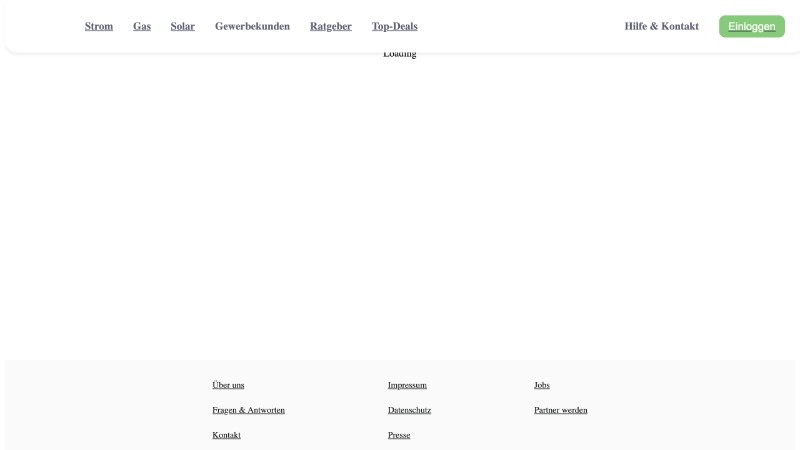 Strom Gas Solar Gewerbekunden Ratgeber Top-Deals Hilfe & Kontakt Einloggen
Loading
Über uns Impressum Jobs
Fragen & Antworten Datenschutz Partner werden
Kontakt Presse